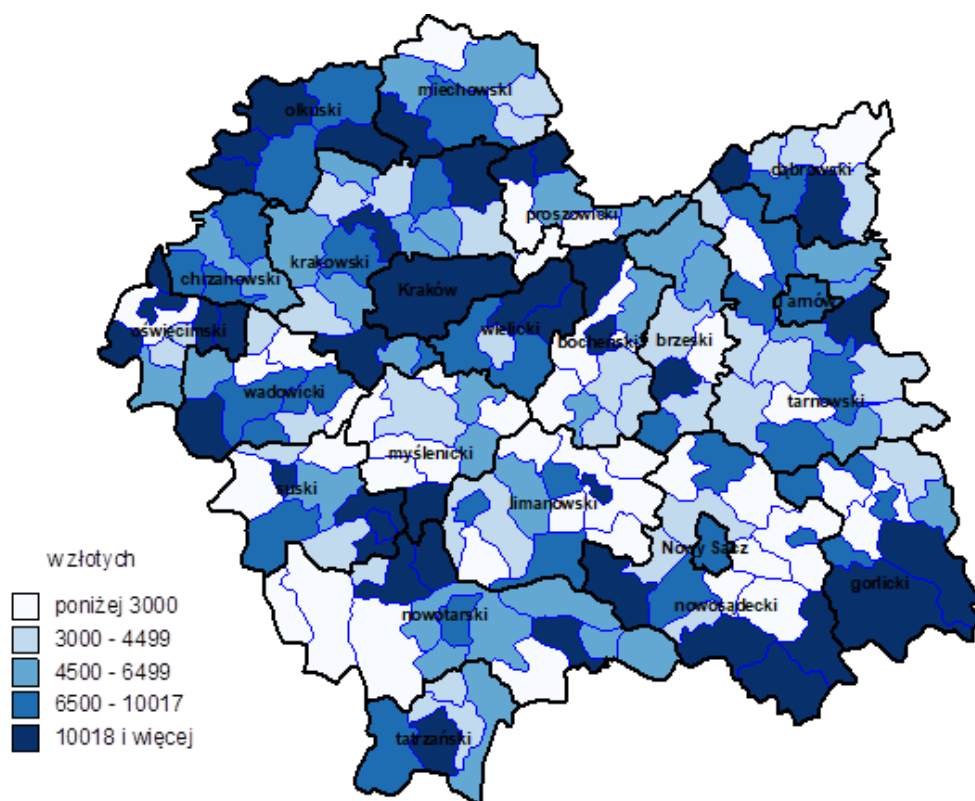 miechowski
olkuski
dąbrowski
proszowicki
krakowski
chrzanowski
Kraków
arnów
oświęcimski
wielicki
bocheński
brzeski
wadowicki
tarnowski
myślenicki
suski
limanowski
Nowy Sącz
gorlicki
nowosądecki
nowotarski
tatrzański
w złotych
poniżej 3000
3000 - 4499
4500 - 6499
6500 - 10017
10018 i więcej